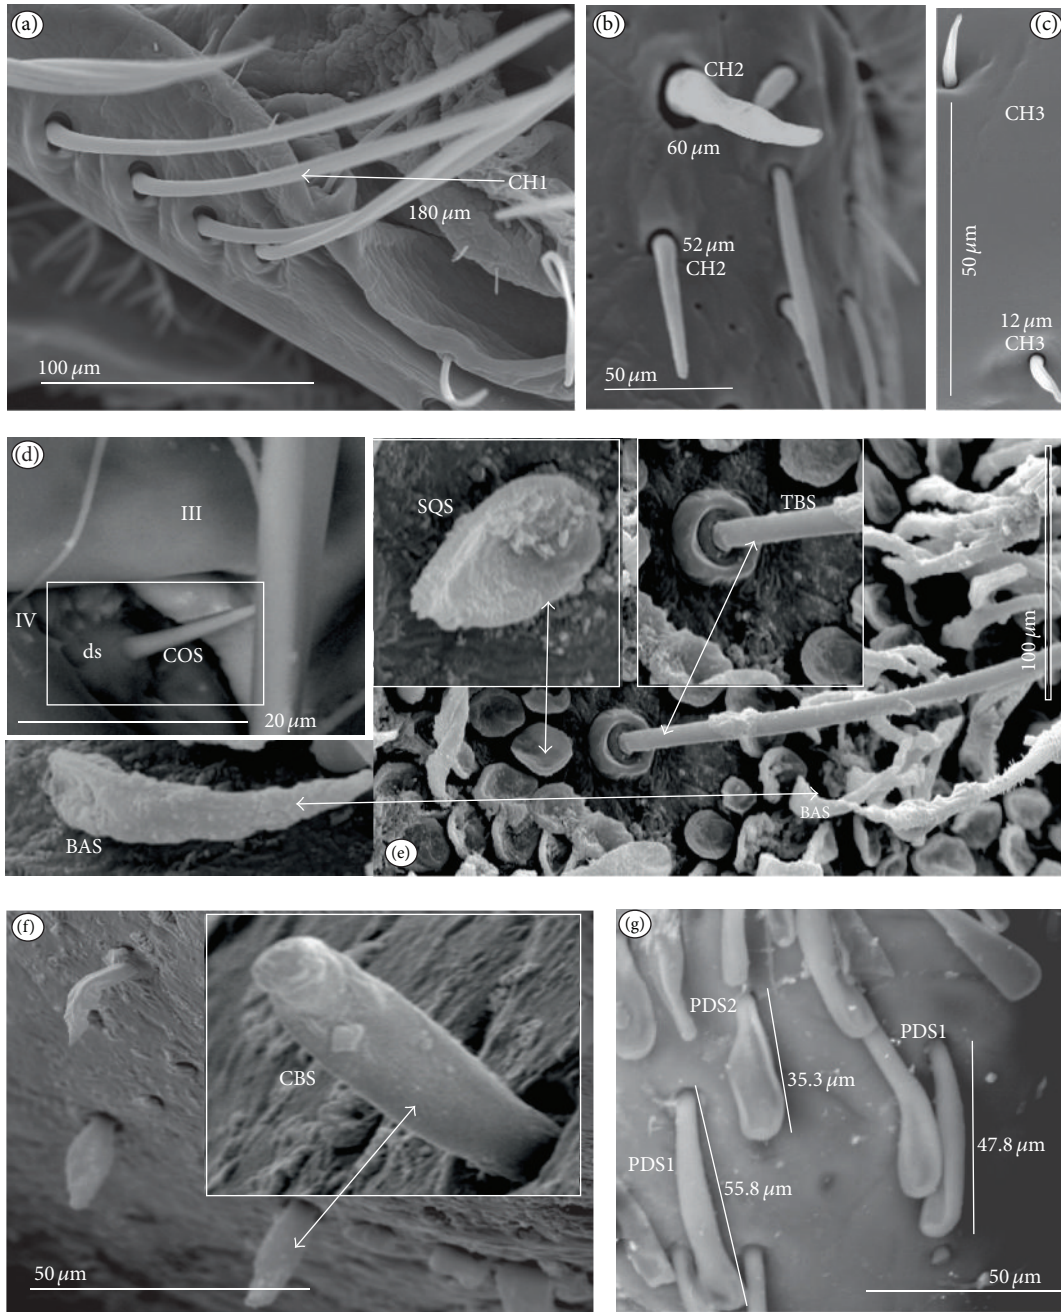 (a)
CH1
180 μm
100 μm
(b)
CH2
60 μm
52 μm
CH2
50 μm
(c)
CH3
50 μm
12 μm
CH3
(d)
III
IV
ds
COS
20 μm
SQS
TBS
100 μm
BAS
BAS
(e)
(f)
CBS
50 μm
(g)
PDS2
PDS1
35.3 μm
47.8 μm
PDS1
55.8 μm
50 μm